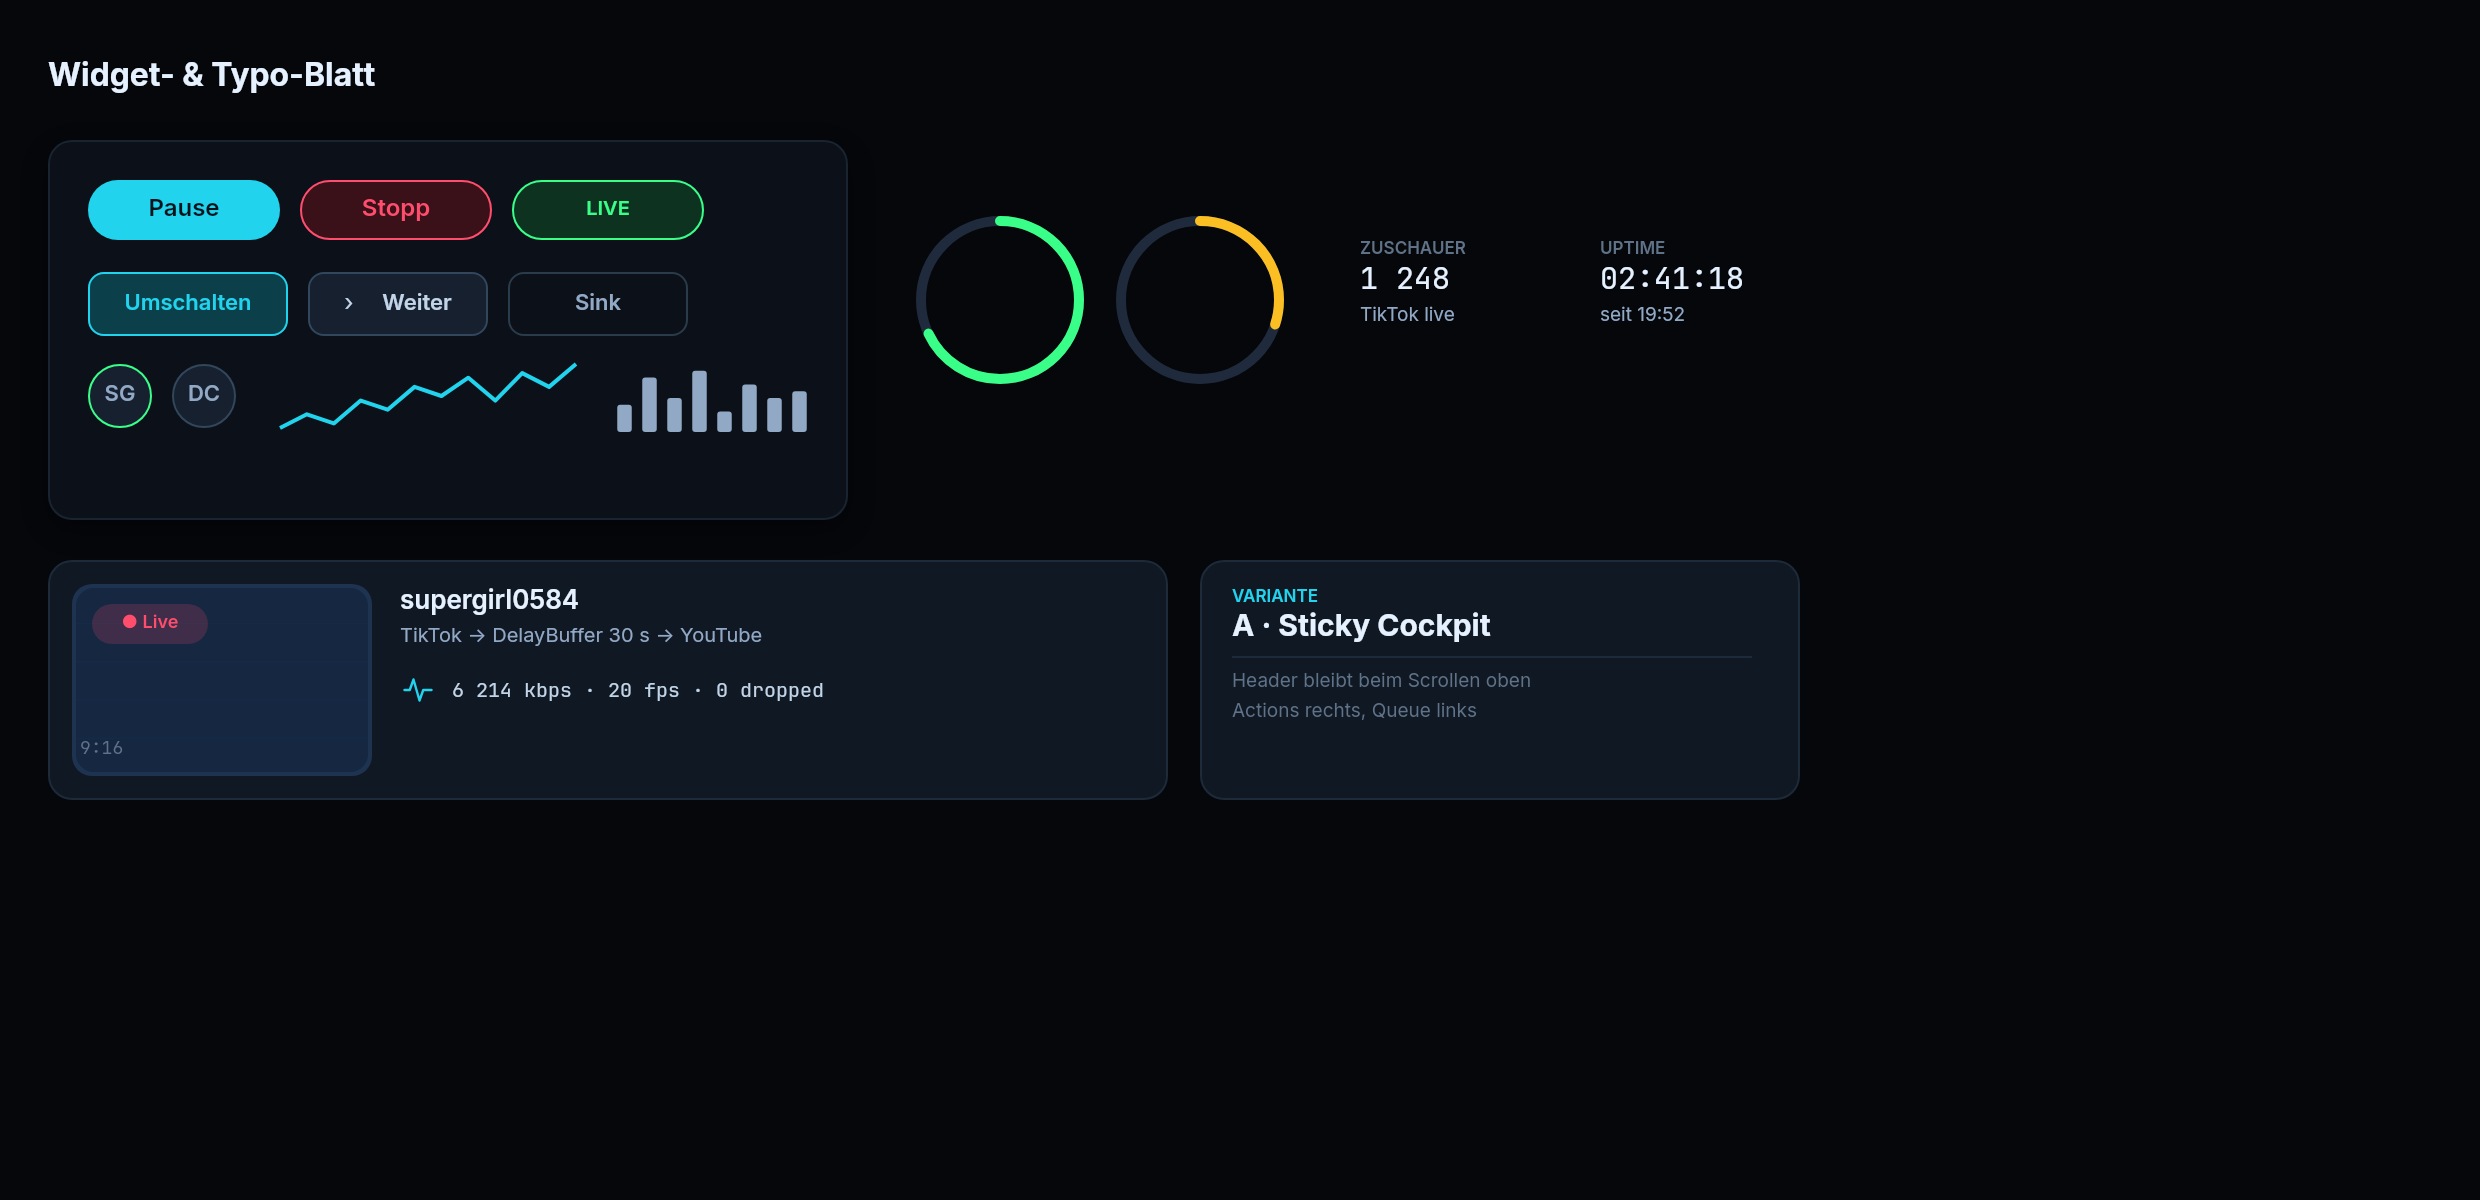 Widget- & Typo-Blatt
Pause
Stopp
LIVE
Umschalten
› Weiter
Sink
SG
DC
ZUSCHAUER
1 248
TikTok live
UPTIME
02:41:18
seit 19:52
Live
9:16
supergirl0584
TikTok → DelayBuffer 30 s → YouTube
6 214 kbps · 20 fps · 0 dropped
VARIANTE
A · Sticky Cockpit
Header bleibt beim Scrollen oben
Actions rechts, Queue links